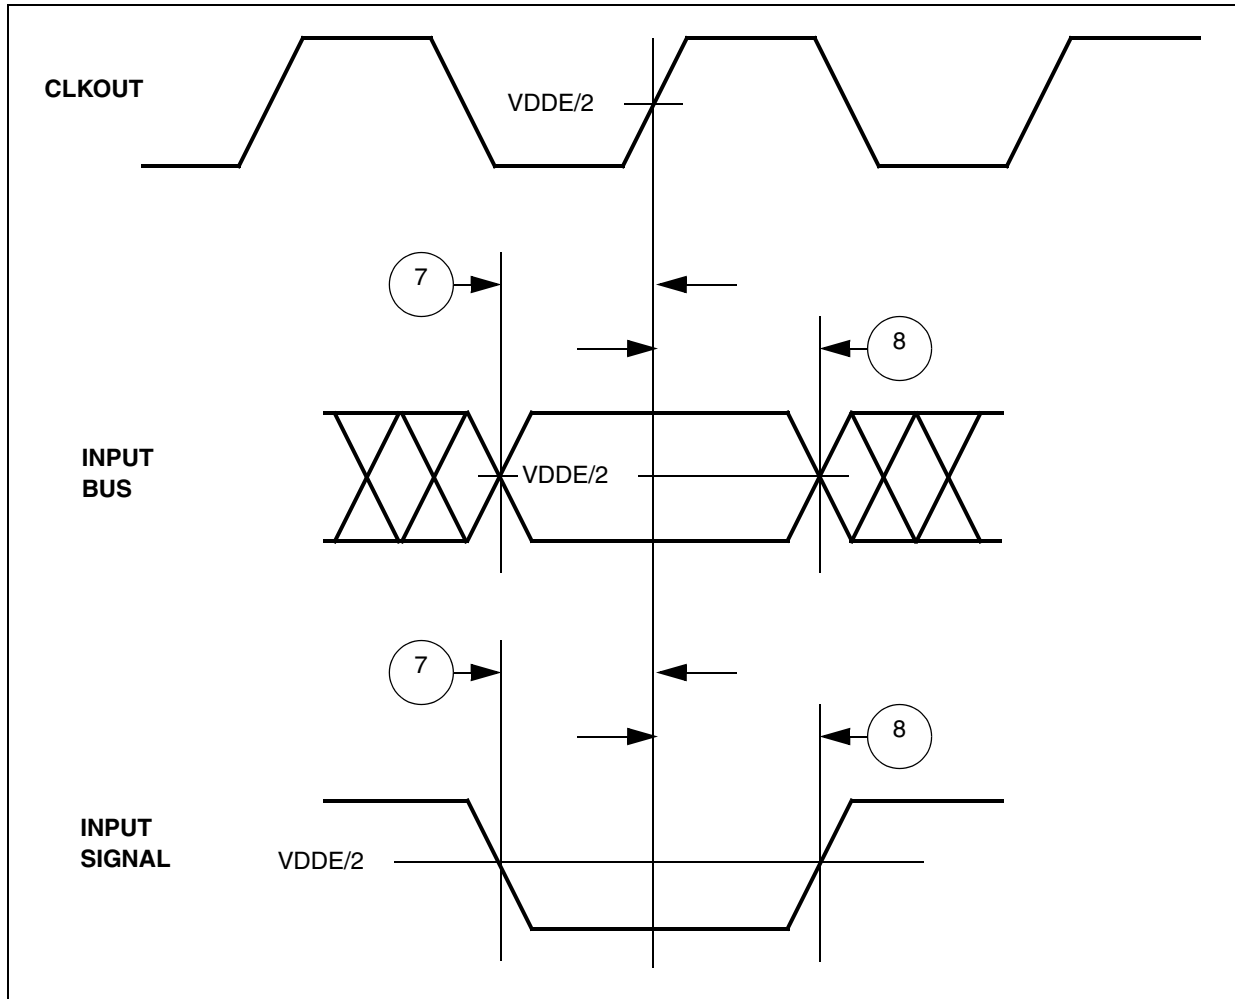 CLKOUT
VDDE/2
7
8
INPUT
BUS
VDDE/2
7
8
INPUT
SIGNAL
VDDE/2